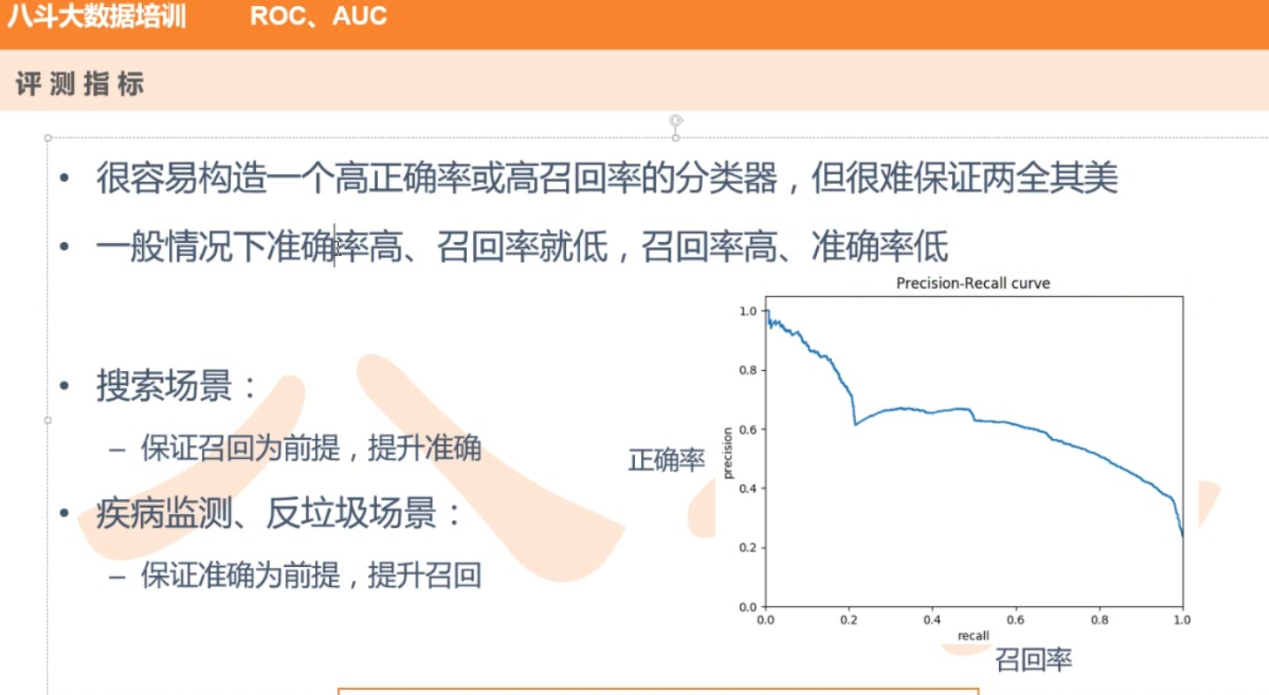 八斗大数据培训 ROC、AUC
评测指标
• 很容易构造一个高正确率或高召回率的分类器，但很难保证两全其美
• 一般情况下准确率高、召回率就低，召回率高、准确率低
• 搜索场景：
– 保证召回为前提，提升准确
• 疾病监测、反垃圾场景：
– 保证准确为前提，提升召回
Precision-Recall curve
正确率
precision
1.0
0.8
0.6
0.4
0.2
0.0
0.0 0.2 0.4 0.6 0.8 1.0
recall
召回率